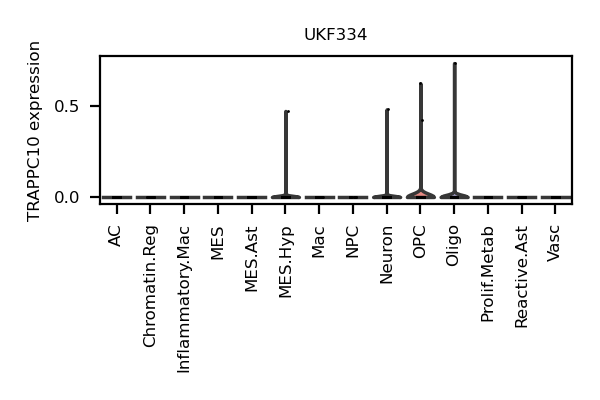 UKF334
TRAPPC10 expression
0.5
0.0
AC
Chromatin.Reg
Inflammatory.Mac
MES
MES.Ast
MES.Hyp
Mac
NPC
Neuron
OPC
Oligo
Prolif.Metab
Reactive.Ast
Vasc